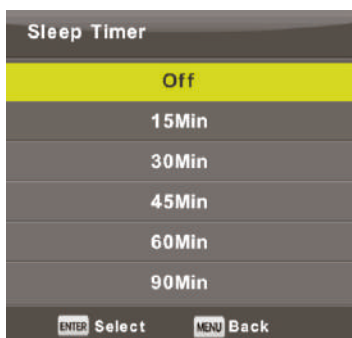 Sleep Timer
Off
15Min
30Min
45Min
60Min
90Min
ENTER Select MENU Back